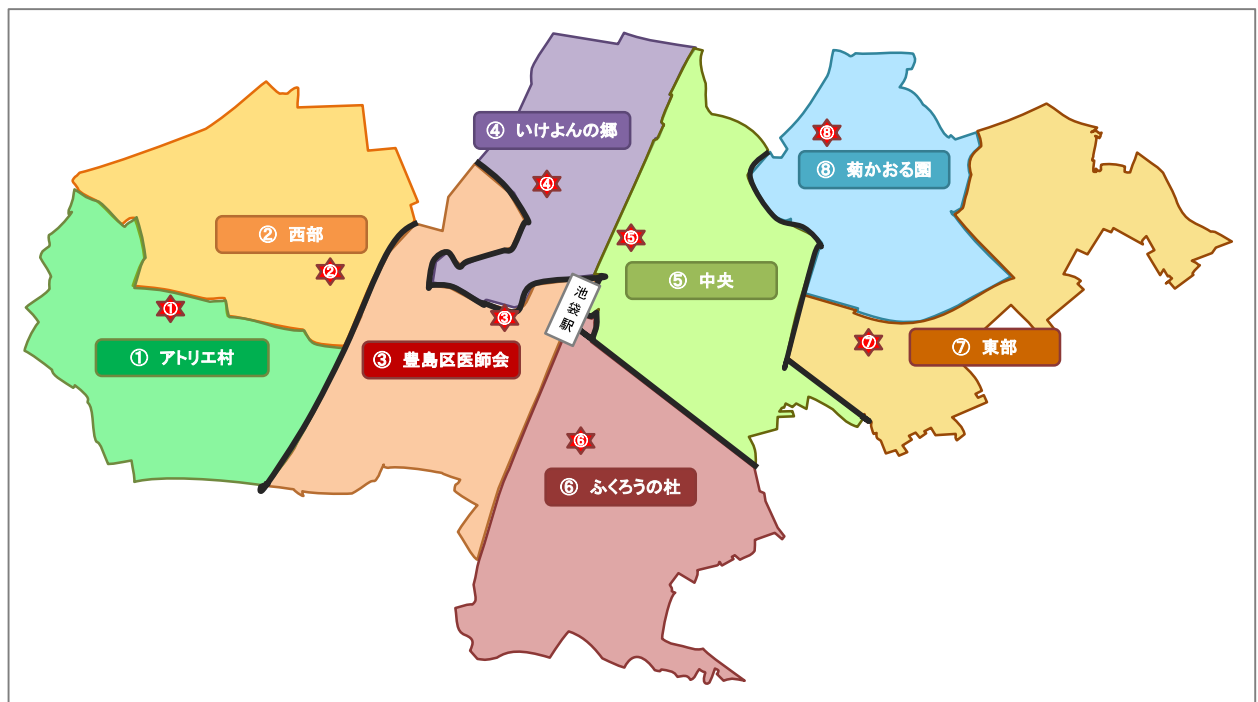 ④ いけよんの郷
⑧
⑧ 菊かおる園
④
② 西部
⑤
②
⑤ 中央
①
池袋駅
③
① アトリエ村
③ 豊島区医師会
⑦
⑦ 東部
⑥
⑥ ふくろうの杜